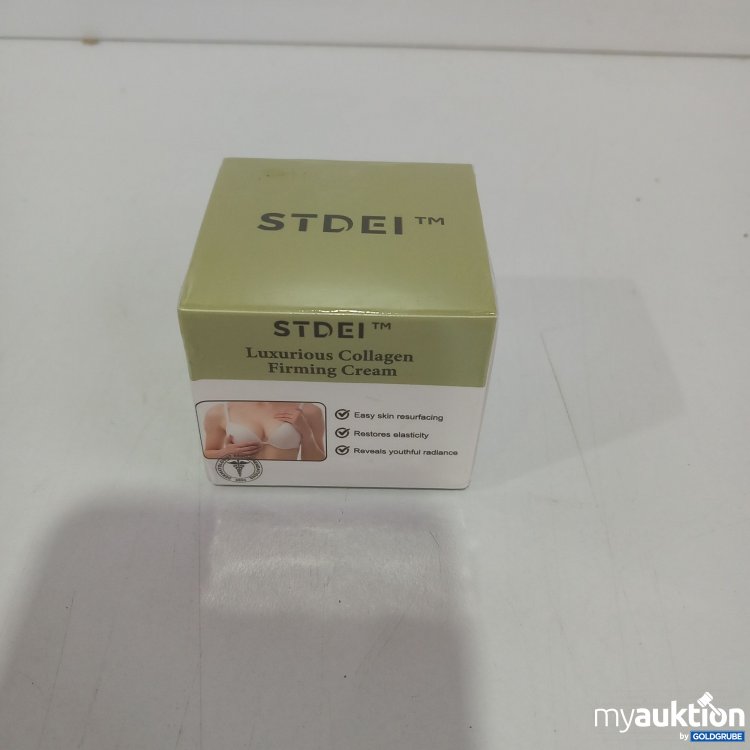 STDEI™
STDEI™
Luxurious Collagen
Firming Cream
Easy skin resurfacing
Restores elasticity
Reveals youthful radiance
myauktion
by GOLDGRUBE